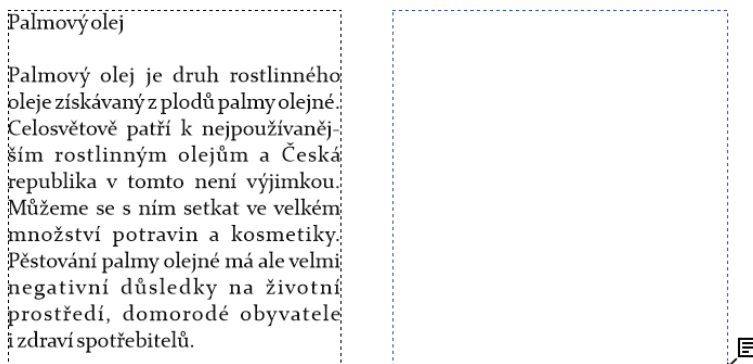 Palmový olej
Palmový olej je druh rostlinného
oleje získávaný z plodů palmy olejné.
Celosvětově patří k nejpoužívaněj-
ším rostlinným olejům a Česká
republika v tomto není výjimkou.
Můžeme se s ním setkat ve velkém
množství potravin a kosmetiky.
Pěstování palmy olejné má ale velmi
negativní důsledky na životní
prostředí, domorodé obyvatele
i zdraví spotřebitelů.